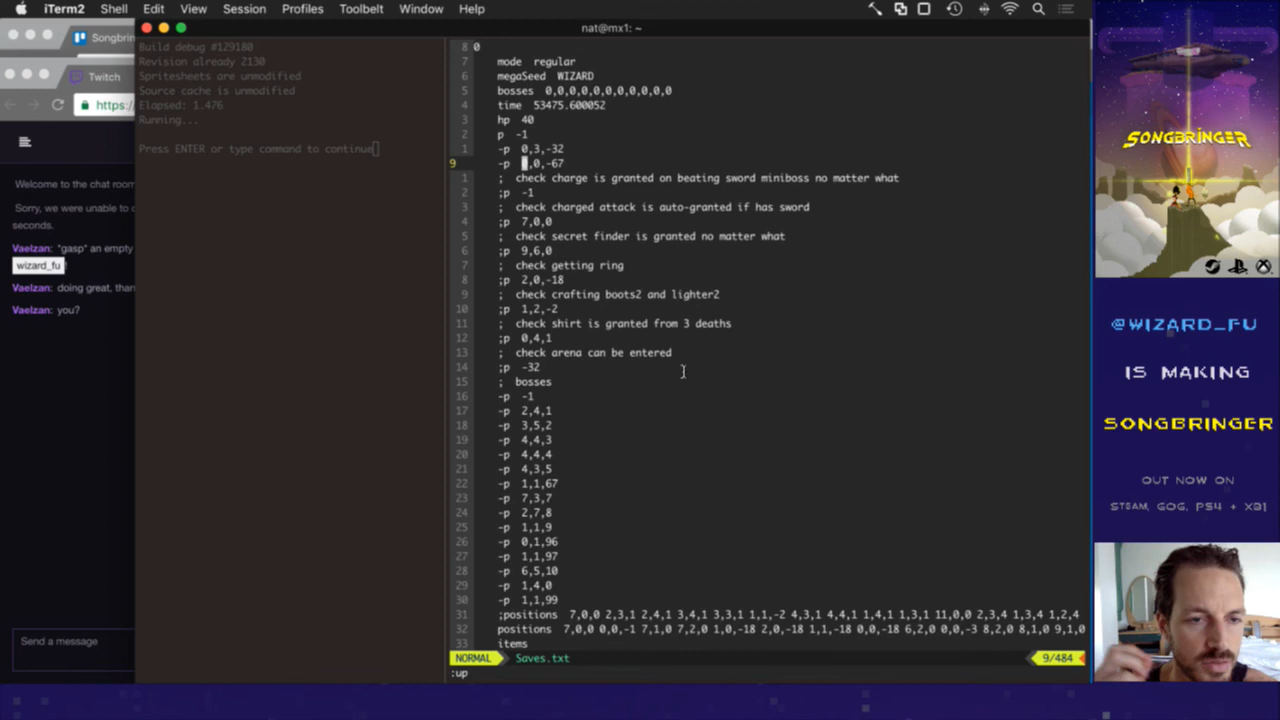 iTerm2 Shell Edit View Session Profiles Toolbelt Window Help
nat@mx1: ~
Songbrin
Twitch
https:/
Welcome to the chat room
Sorry, we were unable to
seconds.
Vaelzan: *gasp* an empty
wizard_fu
Vaelzan: doing great, than
Vaelzan: you?
Send a message
Build debug #129180
Revision already 2130
Spritesheets are unmodified
Source cache is unmodified
Elapsed: 1.476
Running...
Press ENTER or type command to continue
8 0
7 mode regular
6 megaSeed WIZARD
5 bosses 0,0,0,0,0,0,0,0,0,0,0
4 time 53475.600052
3 hp 40
2 p -1
1 -p 0,3,-32
9 -p ,0,-67
1 ; check charge is granted on beating sword miniboss no matter what
2 ;p -1
3 ; check charged attack is auto-granted if has sword
4 ;p 7,0,0
5 ; check secret finder is granted no matter what
6 ;p 9,6,0
7 ; check getting ring
8 ;p 2,0,-18
9 ; check crafting boots2 and lighter2
10 ;p 1,2,-2
11 ; check shirt is granted from 3 deaths
12 ;p 0,4,1
13 ; check arena can be entered
14 ;p -32
15 ; bosses
16 -p -1
17 -p 2,4,1
18 -p 3,5,2
19 -p 4,4,3
20 -p 4,4,4
21 -p 4,3,5
22 -p 1,1,67
23 -p 7,3,7
24 -p 2,7,8
25 -p 1,1,9
26 -p 0,1,96
27 -p 1,1,97
28 -p 6,5,10
29 -p 1,4,0
30 -p 1,1,99
31 ;positions 7,0,0 2,3,1 2,4,1 3,4,1 3,3,1 1,1,-2 4,3,1 4,4,1 1,4,1 1,3,1 11,0,0 2,3,4 1,3,4 1,2,4
32 positions 7,0,0 0,0,-1 7,1,0 7,2,0 1,0,-18 2,0,-18 1,1,-18 0,0,-18 6,2,0 0,0,-3 8,2,0 8,1,0 9,1,0
33 items
NORMAL Saves.txt 9/484
:up
SONGBRINGER
@WIZARD_FU
IS MAKING
SONGBRINGER
OUT NOW ON
STEAM, GOG, PS4 + XB1